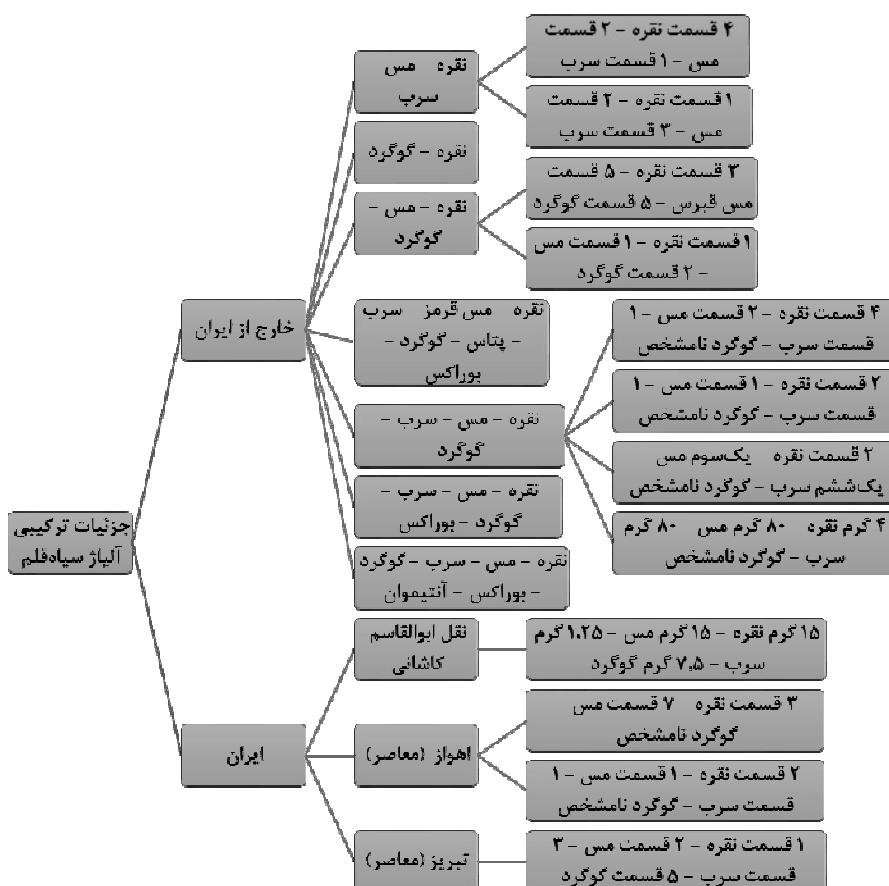 جزئیات ترکیبی
آلیاژ سیاه‌قلم
خارج از ایران
نقره مس
سرب
۴ قسمت نقره - ۲ قسمت
مس - ۱ قسمت سرب
۱ قسمت نقره - ۲ قسمت
مس - ۳ قسمت سرب
نقره - گوگرد
نقره - مس -
گوگرد
۳ قسمت نقره - ۵ قسمت
مس قبرس - ۵ قسمت گوگرد
۱ قسمت نقره - ۱ قسمت مس
- ۲ قسمت گوگرد
نقره مس قرمز سرب
- پتاس - گوگرد -
بوراکس
نقره - مس - سرب -
گوگرد
۴ قسمت نقره - ۲ قسمت مس - ۱
قسمت سرب - گوگرد نامشخص
۲ قسمت نقره - ۱ قسمت مس - ۱
قسمت سرب - گوگرد نامشخص
۲ قسمت نقره یک‌سوم مس
یک‌ششم سرب - گوگرد نامشخص
۴ گرم نقره ۸۰ گرم مس ۸۰ گرم
سرب - گوگرد نامشخص
نقره - مس - سرب -
گوگرد - بوراکس
نقره - مس - سرب - گوگرد
- بوراکس - آنتیموان
ایران
نقل ابوالقاسم
کاشانی
۱۵ گرم نقره - ۱۵ گرم مس - ۱.۲۵ گرم
سرب - ۷.۵ گرم گوگرد
اهواز (معاصر)
۳ قسمت نقره ۷ قسمت مس
گوگرد نامشخص
۲ قسمت نقره - ۱ قسمت مس - ۱
قسمت سرب - گوگرد نامشخص
تبریز (معاصر)
۱ قسمت نقره - ۲ قسمت مس - ۳
قسمت سرب - ۵ قسمت گوگرد